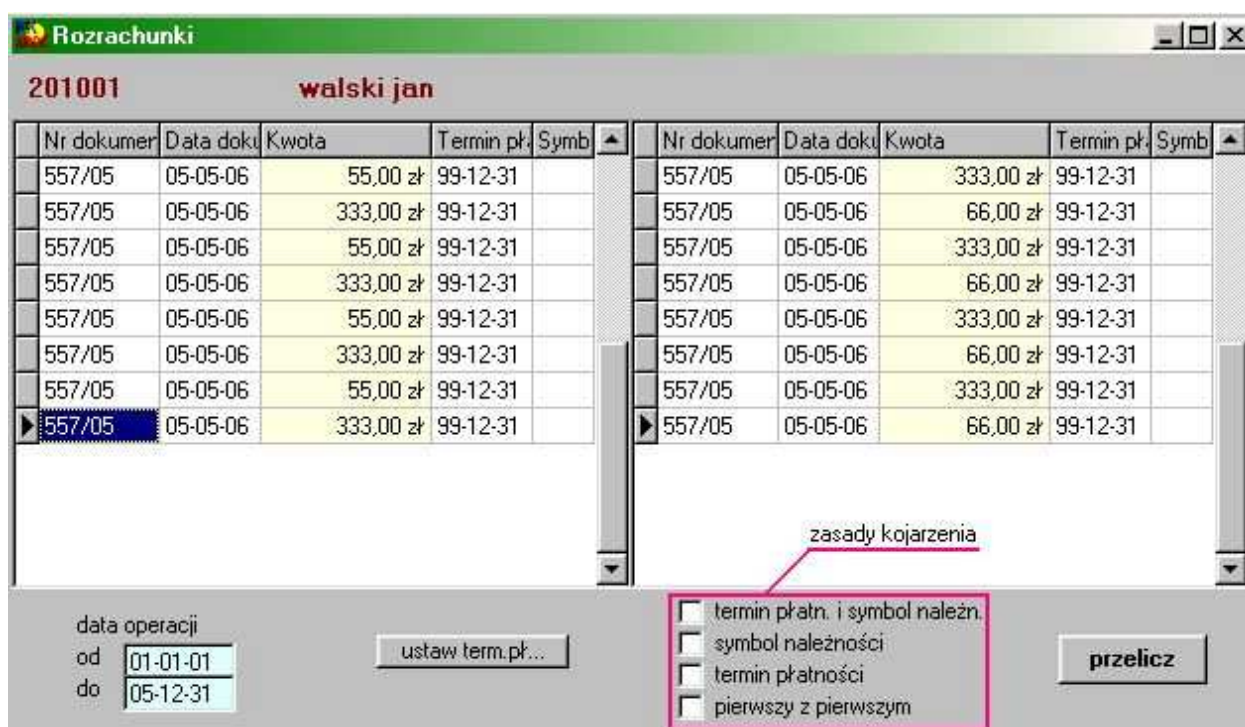 Rozrachunki
201001 walski jan
Nr dokumen Data doku Kwota Termin pł. Symb Nr dokumen Data doku Kwota Termin pł. Symb
557/05 05-05-06 55,00 zł 99-12-31 557/05 05-05-06 333,00 zł 99-12-31
557/05 05-05-06 333,00 zł 99-12-31 557/05 05-05-06 66,00 zł 99-12-31
557/05 05-05-06 55,00 zł 99-12-31 557/05 05-05-06 333,00 zł 99-12-31
557/05 05-05-06 333,00 zł 99-12-31 557/05 05-05-06 66,00 zł 99-12-31
557/05 05-05-06 55,00 zł 99-12-31 557/05 05-05-06 333,00 zł 99-12-31
557/05 05-05-06 333,00 zł 99-12-31 557/05 05-05-06 66,00 zł 99-12-31
557/05 05-05-06 55,00 zł 99-12-31 557/05 05-05-06 333,00 zł 99-12-31
557/05 05-05-06 333,00 zł 99-12-31 557/05 05-05-06 66,00 zł 99-12-31
zasady kojarzenia
data operacji
od 01-01-01
do 05-12-31
ustaw term.pł...
termin płatn. i symbol należn.
symbol należności
termin płatności
pierwszy z pierwszym
przelicz